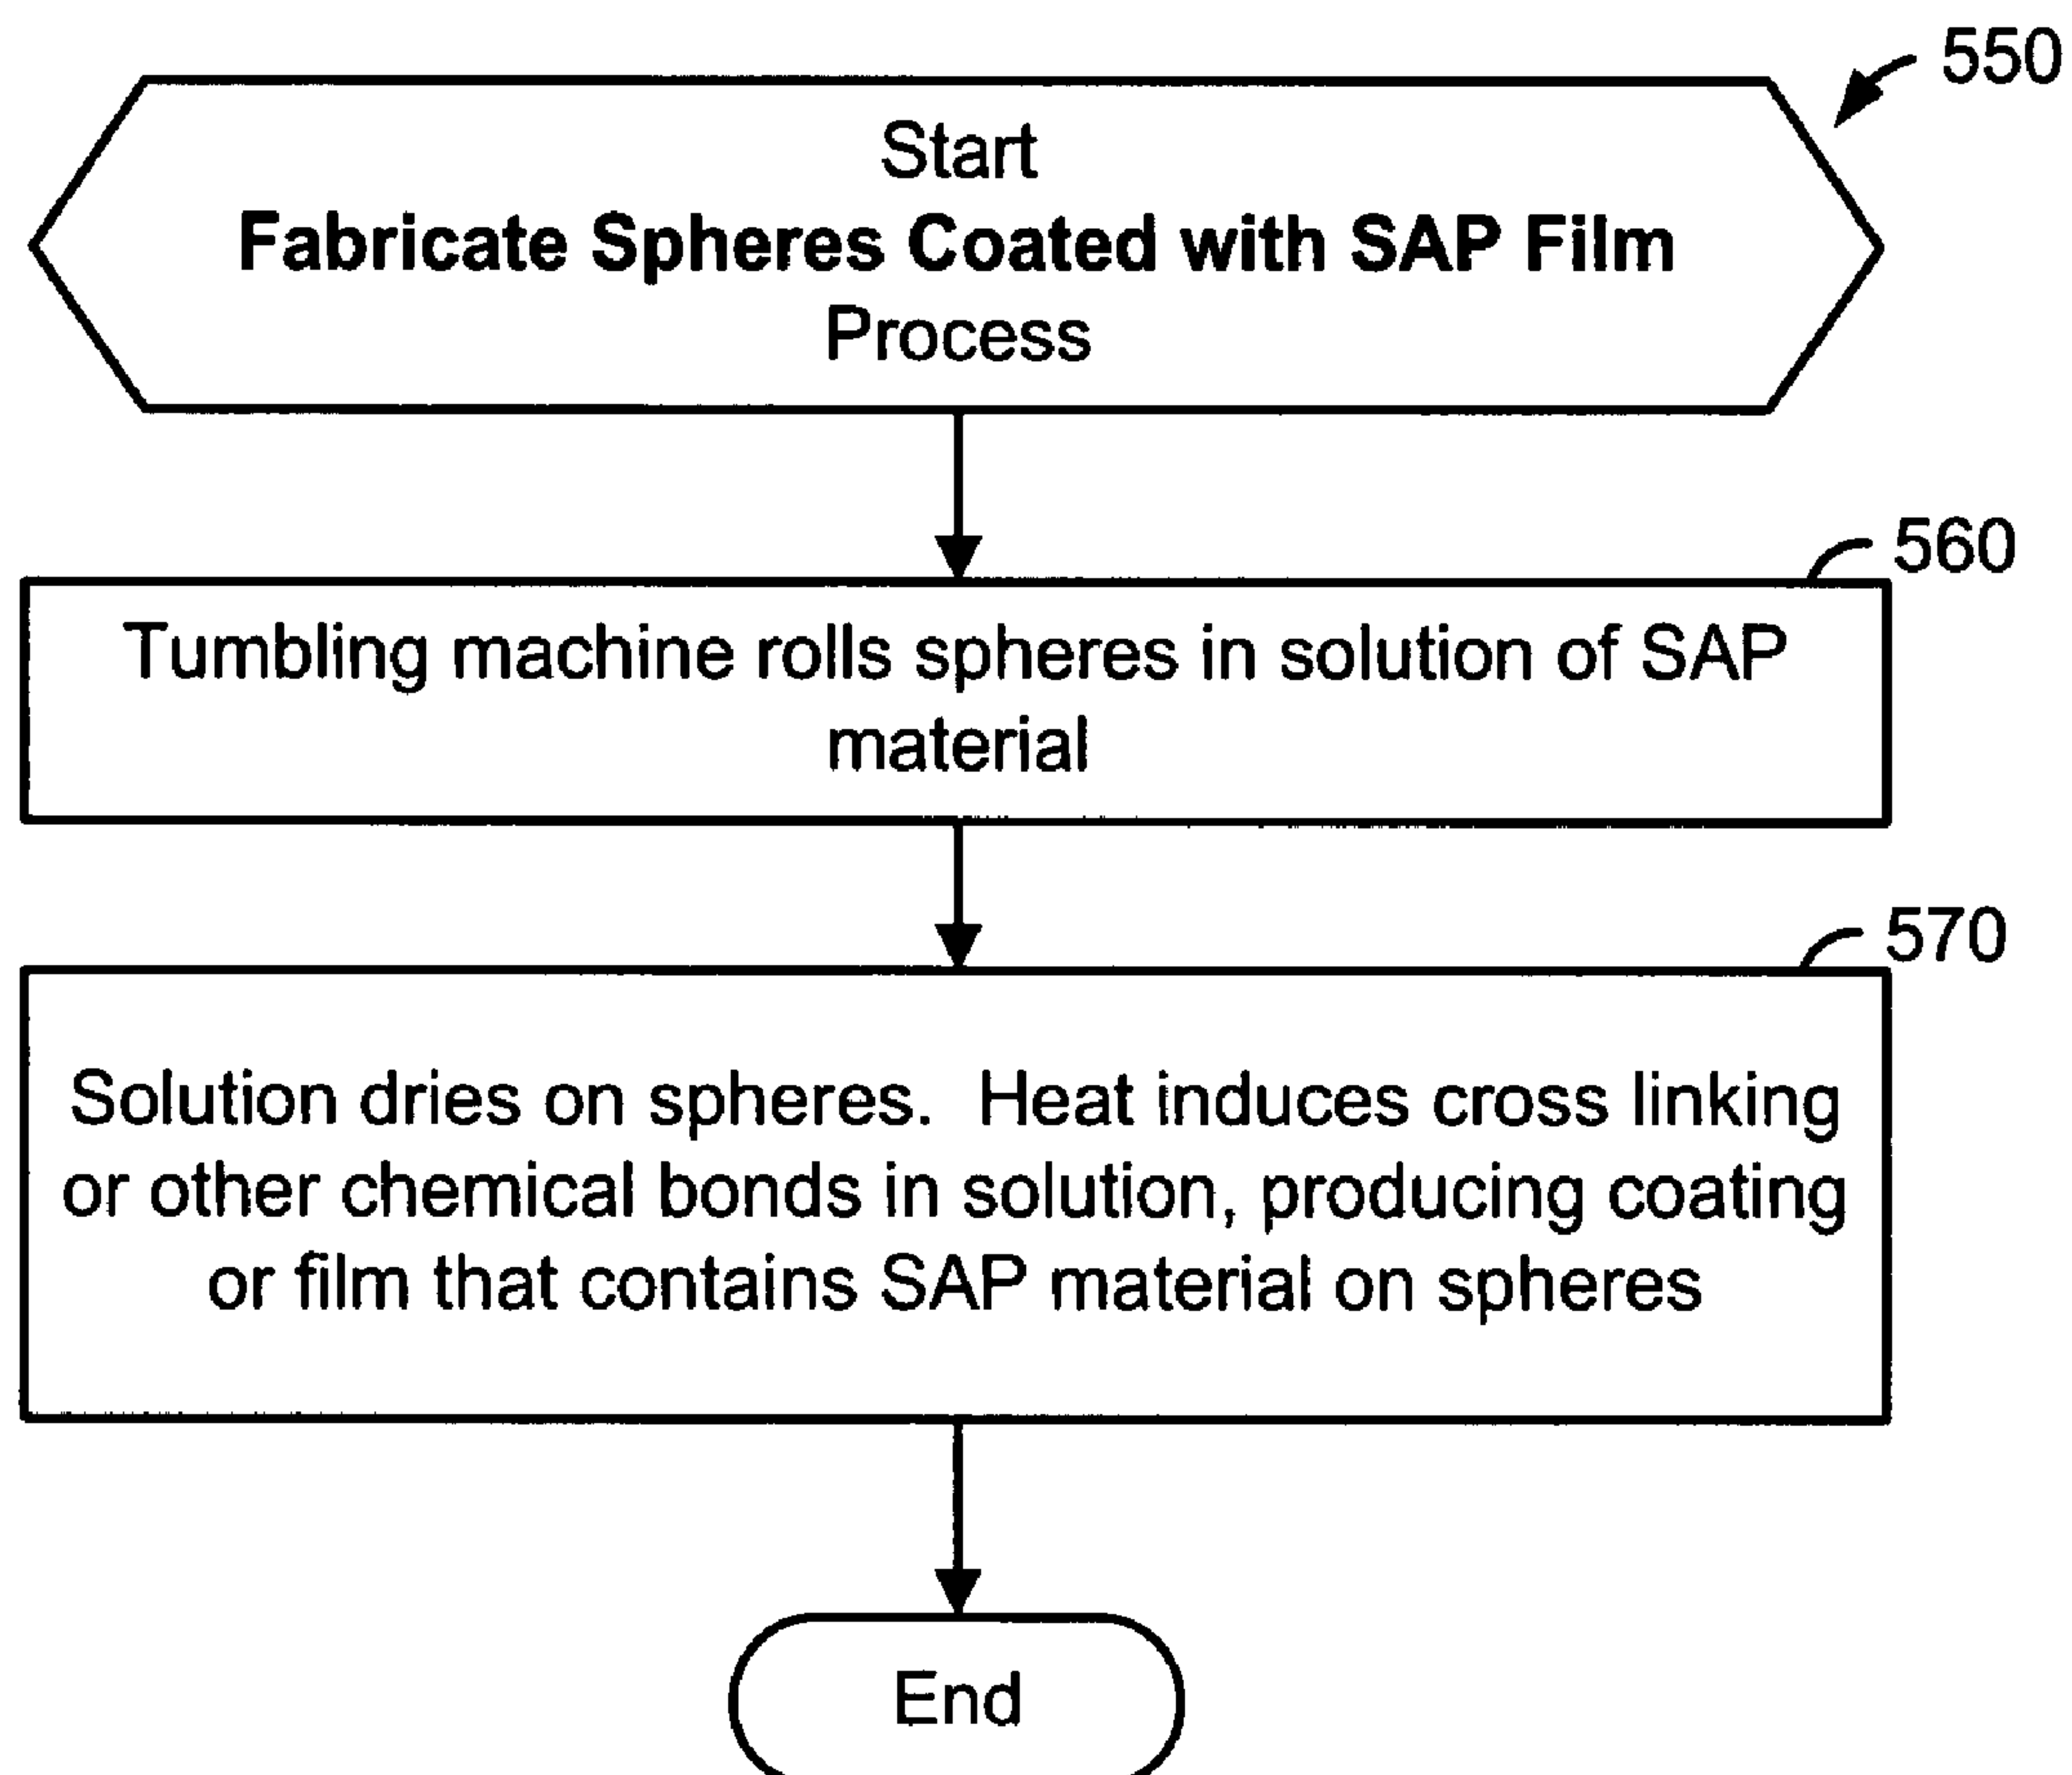 550
Start
Fabricate Spheres Coated with SAP Film
Process
560
Tumbling machine rolls spheres in solution of SAP
material
570
Solution dries on spheres.  Heat induces cross linking
or other chemical bonds in solution, producing coating
or film that contains SAP material on spheres
End